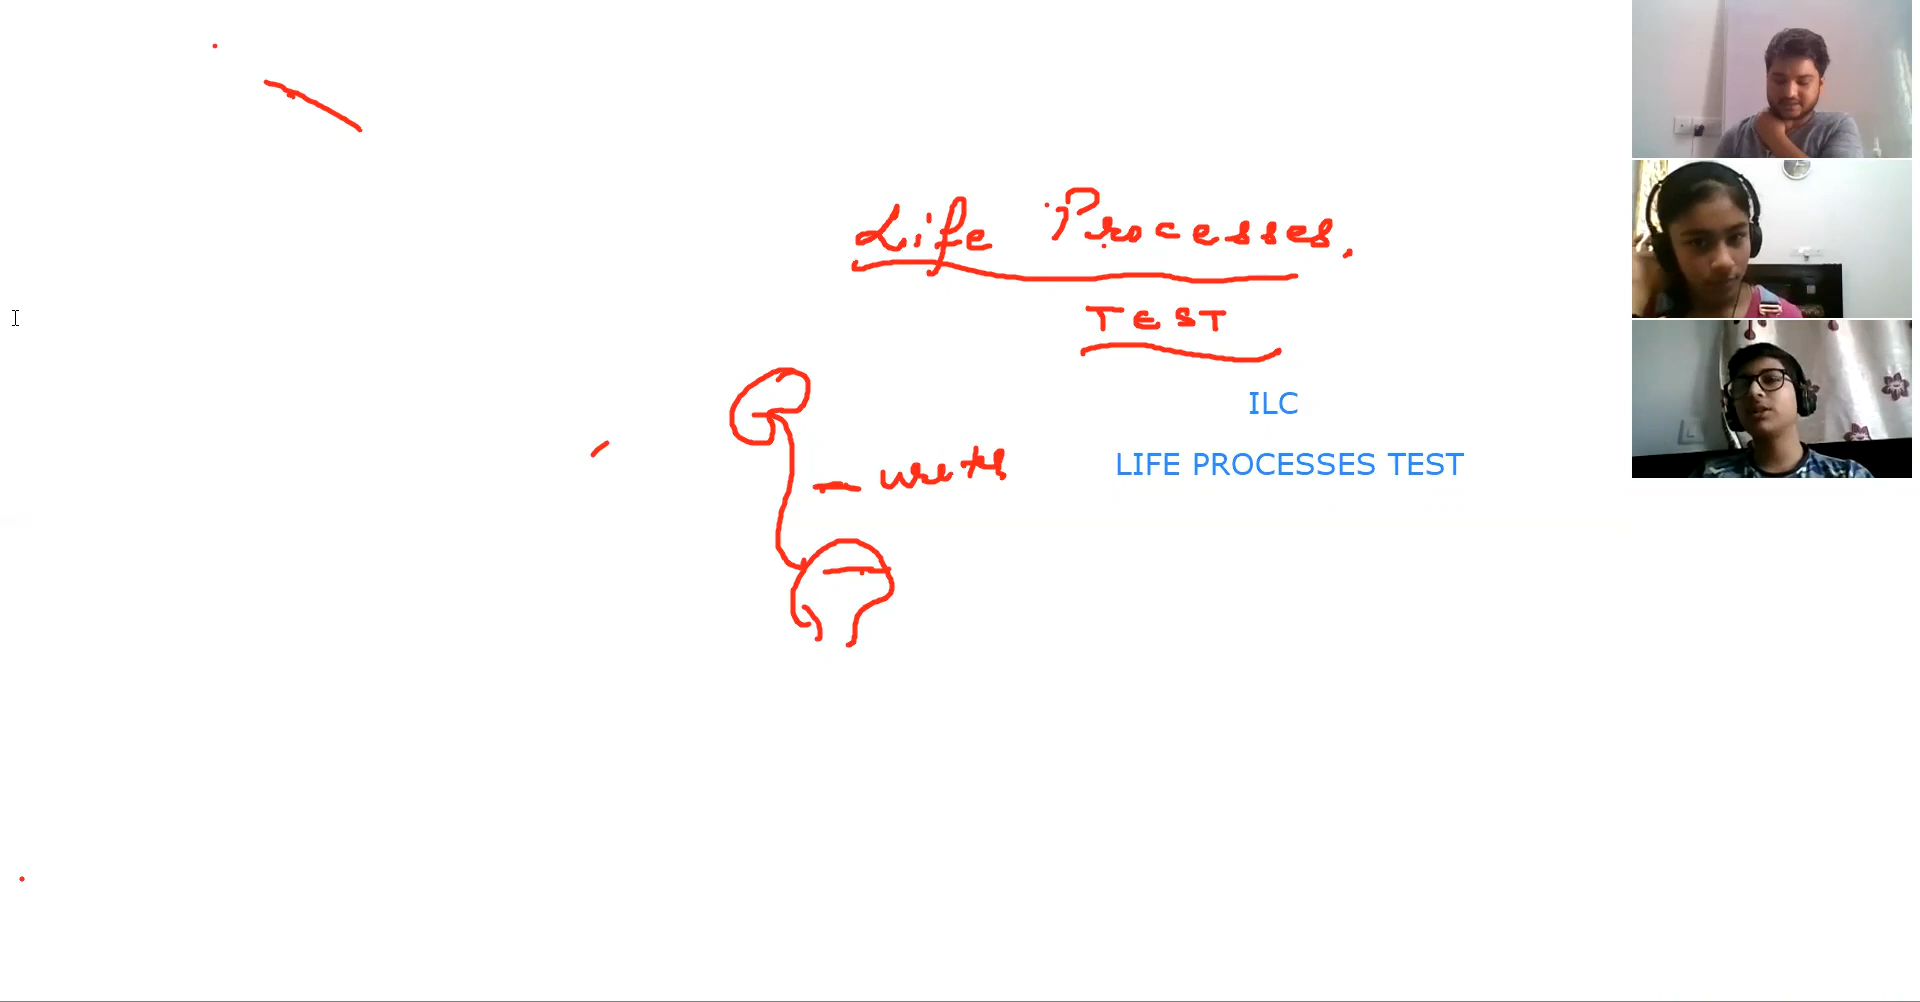 Life Processes.
TEST
ILC
LIFE PROCESSES TEST